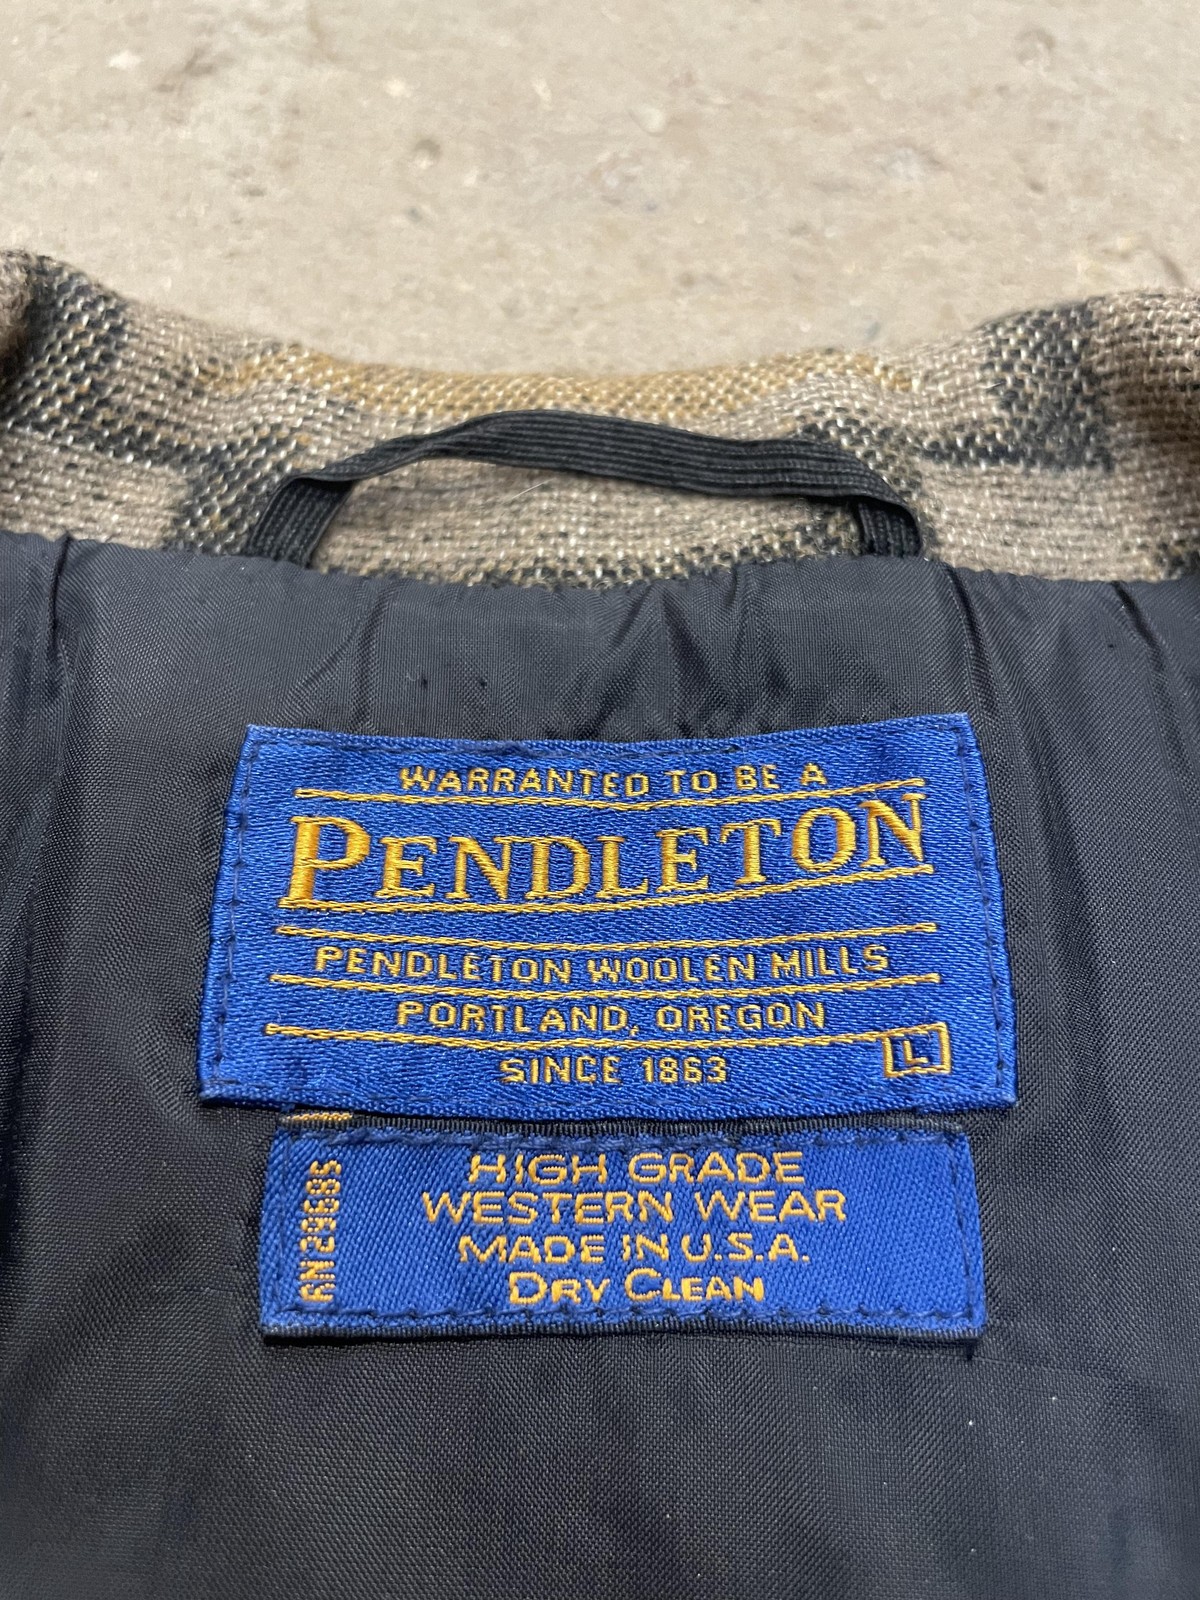 WARRANTED TO BE A
PENDLETON
PENDLETON WOOLEN MILLS
PORTLAND, OREGON
SINCE 1863
L
HIGH GRADE
WESTERN WEAR
MADE IN U.S.A.
DRY CLEAN
RN29685